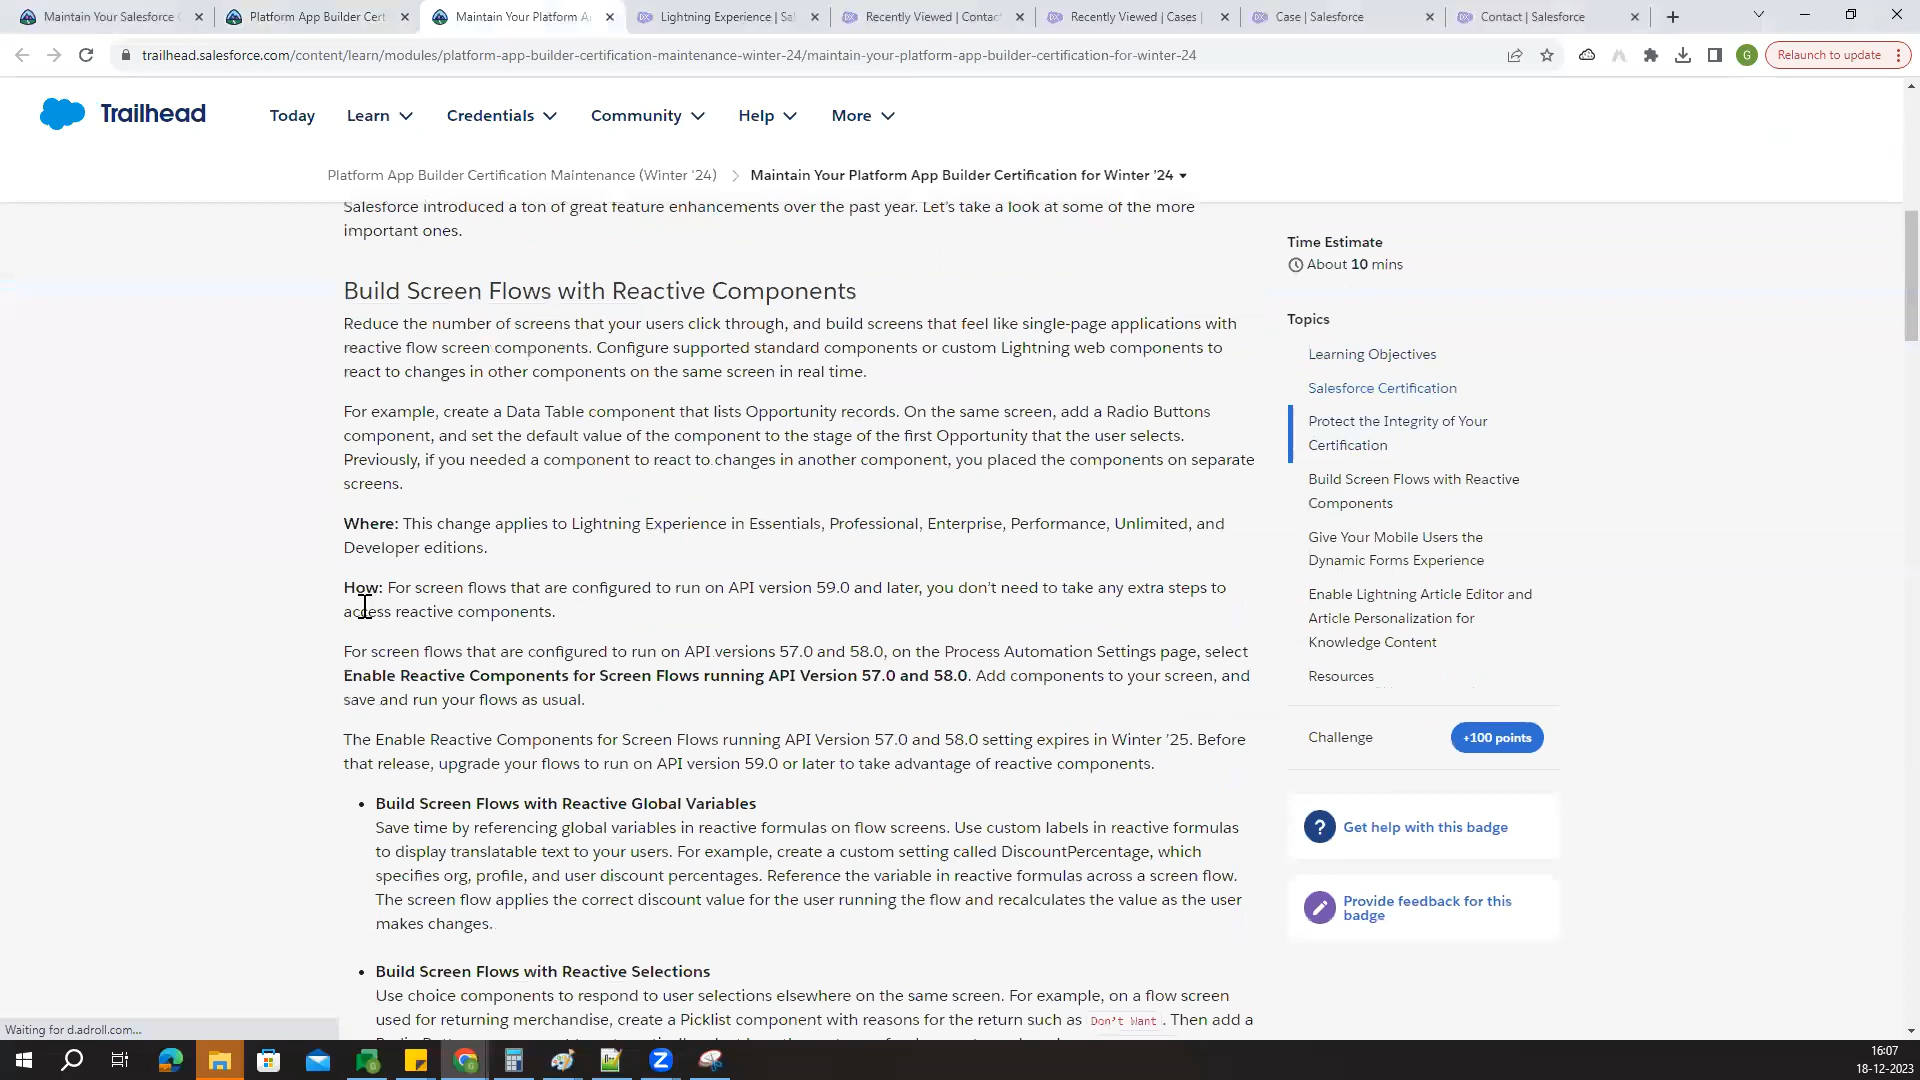 Maintain Your Salesforce C
Platform App Builder Cert
Maintain Your Platform A
Lightning Experience | Sa
Recently Viewed | Contac
Recently Viewed | Cases |
Case | Salesforce
Contact | Salesforce
trailhead.salesforce.com/content/learn/modules/platform-app-builder-certification-maintenance-winter-24/maintain-your-platform-app-builder-certification-for-winter-24
G
Relaunch to update
Trailhead
Today
Learn
Credentials
Community
Help
More
Platform App Builder Certification Maintenance (Winter '24)
Maintain Your Platform App Builder Certification for Winter ’24
Salesforce introduced a ton of great feature enhancements over the past year. Let’s take a look at some of the more
important ones.
Build Screen Flows with Reactive Components
Reduce the number of screens that your users click through, and build screens that feel like single-page applications with
reactive flow screen components. Configure supported standard components or custom Lightning web components to
react to changes in other components on the same screen in real time.
For example, create a Data Table component that lists Opportunity records. On the same screen, add a Radio Buttons
component, and set the default value of the component to the stage of the first Opportunity that the user selects.
Previously, if you needed a component to react to changes in another component, you placed the components on separate
screens.
Where: This change applies to Lightning Experience in Essentials, Professional, Enterprise, Performance, Unlimited, and
Developer editions.
How: For screen flows that are configured to run on API version 59.0 and later, you don’t need to take any extra steps to
access reactive components.
For screen flows that are configured to run on API versions 57.0 and 58.0, on the Process Automation Settings page, select
Enable Reactive Components for Screen Flows running API Version 57.0 and 58.0. Add components to your screen, and
save and run your flows as usual.
The Enable Reactive Components for Screen Flows running API Version 57.0 and 58.0 setting expires in Winter ’25. Before
that release, upgrade your flows to run on API version 59.0 or later to take advantage of reactive components.
• Build Screen Flows with Reactive Global Variables
Save time by referencing global variables in reactive formulas on flow screens. Use custom labels in reactive formulas
to display translatable text to your users. For example, create a custom setting called DiscountPercentage, which
specifies org, profile, and user discount percentages. Reference the variable in reactive formulas across a screen flow.
The screen flow applies the correct discount value for the user running the flow and recalculates the value as the user
makes changes.
• Build Screen Flows with Reactive Selections
Use choice components to respond to user selections elsewhere on the same screen. For example, on a flow screen
used for returning merchandise, create a Picklist component with reasons for the return such as Don’t Want. Then add a
Time Estimate
About 10 mins
Topics
Learning Objectives
Salesforce Certification
Protect the Integrity of Your
Certification
Build Screen Flows with Reactive
Components
Give Your Mobile Users the
Dynamic Forms Experience
Enable Lightning Article Editor and
Article Personalization for
Knowledge Content
Resources
Challenge
+100 points
Get help with this badge
Provide feedback for this
badge
Waiting for d.adroll.com...
16:07
18-12-2023